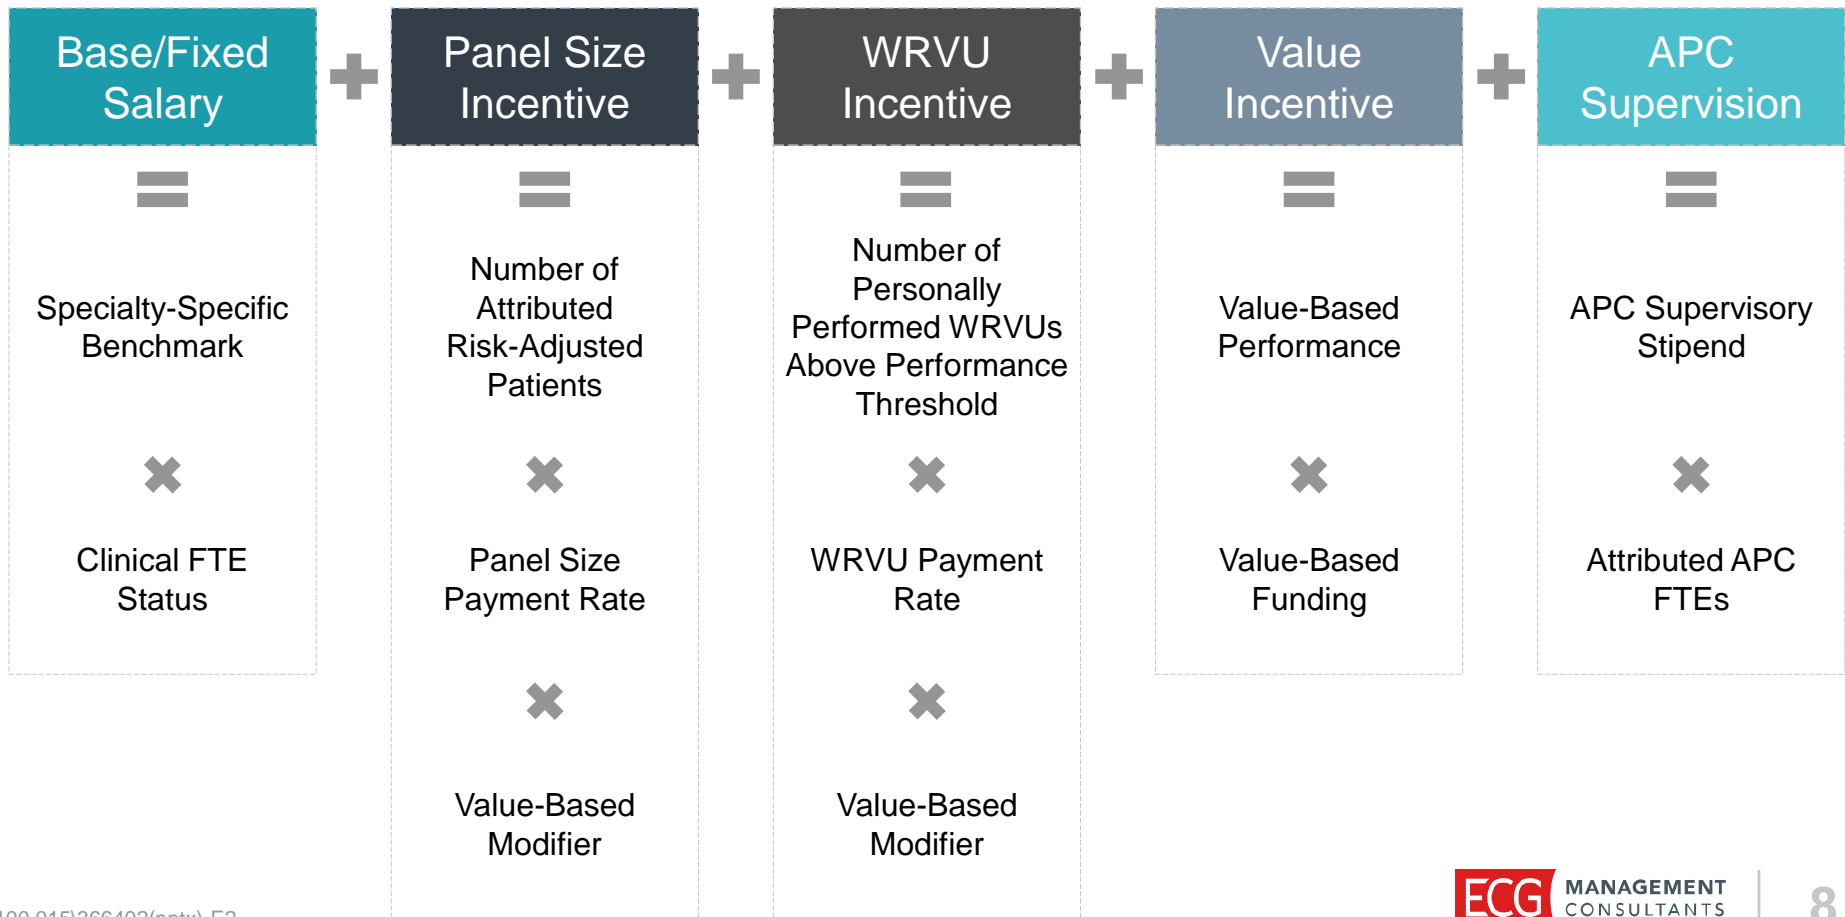 Base/Fixed
Salary
Panel Size
Incentive
WRVU
Incentive
Value
Incentive
APC
Supervision
Specialty-Specific
Benchmark
Clinical FTE
Status
Number of
Attributed
Risk-Adjusted
Patients
Panel Size
Payment Rate
Value-Based
Modifier
Number of
Personally
Performed WRVUs
Above Performance
Threshold
WRVU Payment
Rate
Value-Based
Modifier
Value-Based
Performance
Value-Based
Funding
APC Supervisory
Stipend
Attributed APC
FTEs
ECG MANAGEMENT
CONSULTANTS
8